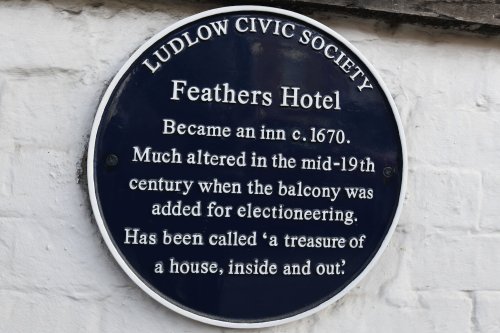 LUDLOW CIVIC SOCIETY
Feathers Hotel
Became an inn c. 1670.
Much altered in the mid-19th
century when the balcony was
added for electioneering.
Has been called ‘a treasure of
a house, inside and out.’